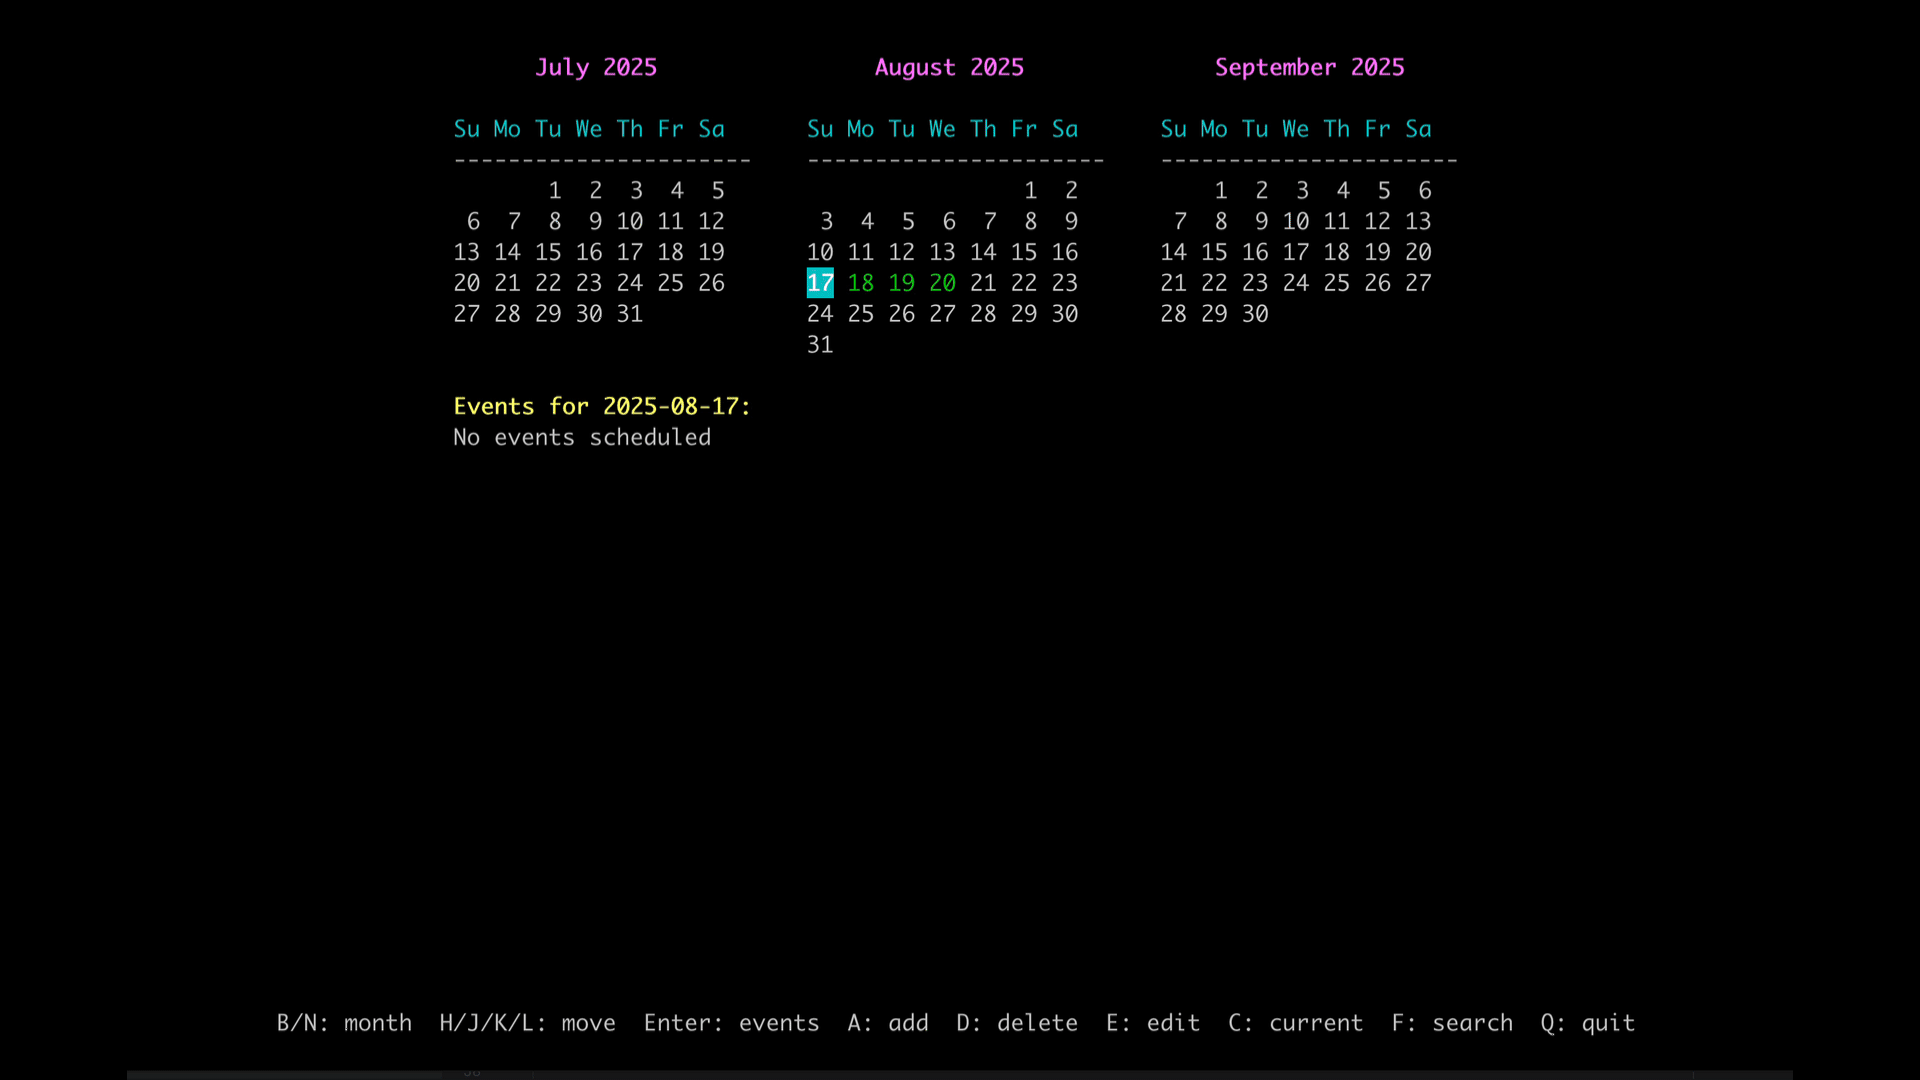 July 2025 August 2025 September 2025
Su Mo Tu We Th Fr Sa Su Mo Tu We Th Fr Sa Su Mo Tu We Th Fr Sa
---------------------- ---------------------- ----------------------
1 2 3 4 5 1 2 1 2 3 4 5 6
6 7 8 9 10 11 12 3 4 5 6 7 8 9 7 8 9 10 11 12 13
13 14 15 16 17 18 19 10 11 12 13 14 15 16 14 15 16 17 18 19 20
20 21 22 23 24 25 26 17 18 19 20 21 22 23 21 22 23 24 25 26 27
27 28 29 30 31 24 25 26 27 28 29 30 28 29 30
31
Events for 2025-08-17:
No events scheduled
B/N: month H/J/K/L: move Enter: events A: add D: delete E: edit C: current F: search Q: quit